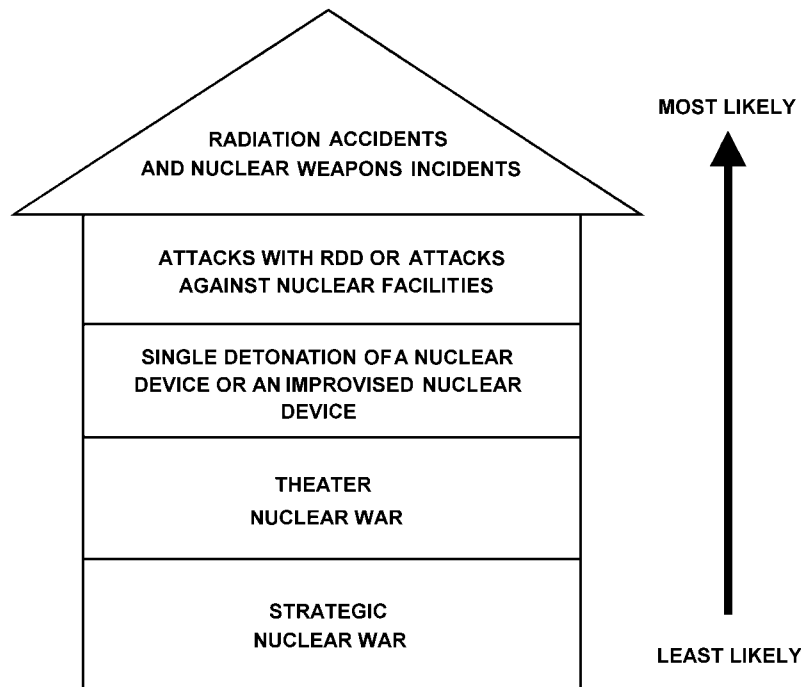 RADIATION ACCIDENTS
AND NUCLEAR WEAPONS INCIDENTS
MOST LIKELY
ATTACKS WITH RDD OR ATTACKS
AGAINST NUCLEAR FACILITIES
SINGLE DETONATION OF A NUCLEAR
DEVICE OR AN IMPROVISED NUCLEAR
DEVICE
THEATER
NUCLEAR WAR
STRATEGIC
NUCLEAR WAR
LEAST LIKELY